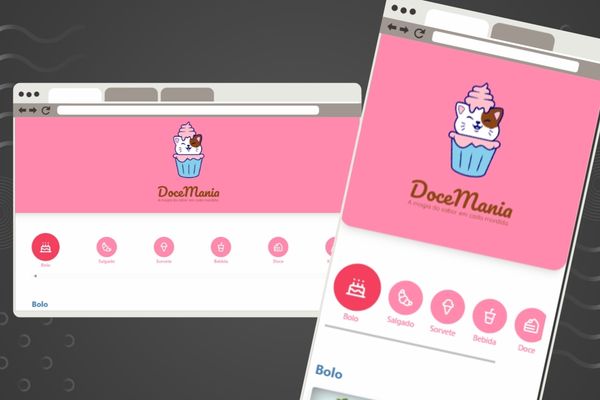 DoceMania
A magia do sabor em cada mordida
Bolo
Salgado
Sorvete
Bebida
Doce
Bolo
DoceMania
A magia do sabor em cada mordida
Bolo
Salgado
Sorvete
Bebida
Doce
Bolo